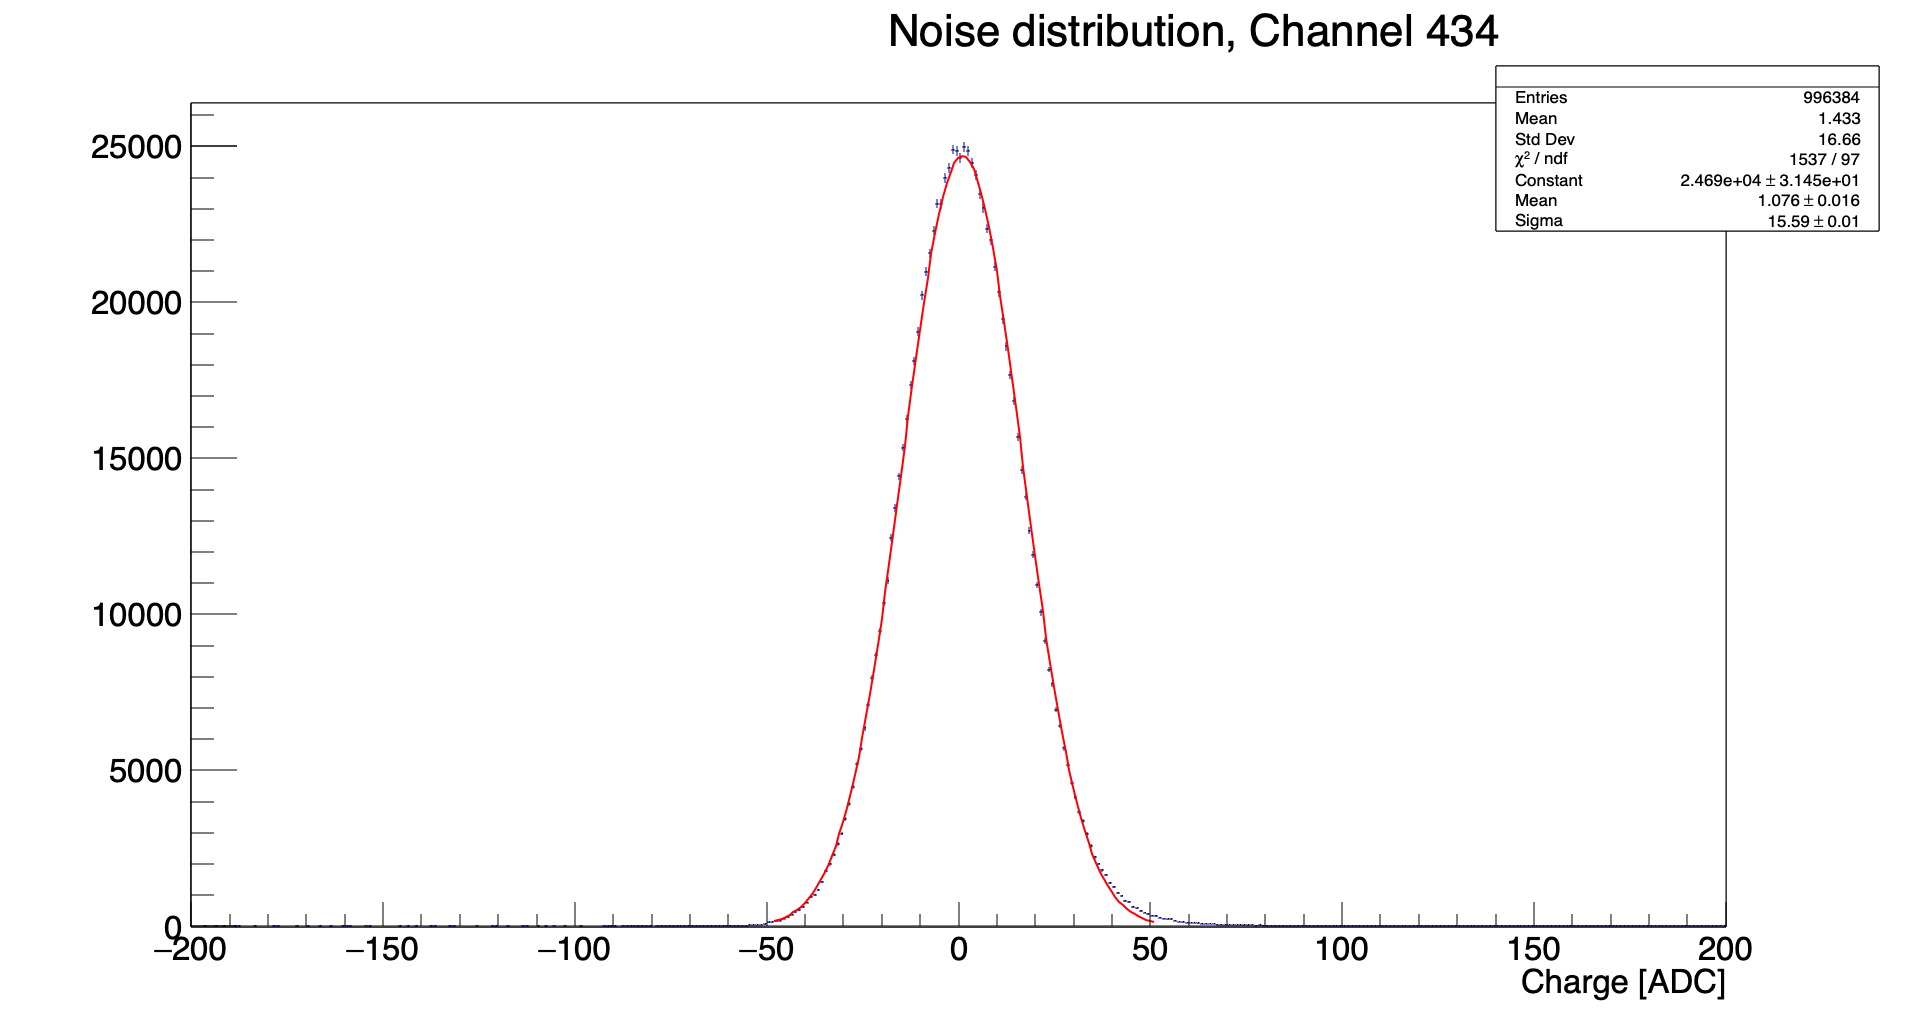 Noise distribution, Channel 434
Entries 996384
Mean 1.433
Std Dev 16.66
χ² / ndf 1537 / 97
Constant 2.469e+04 ± 3.145e+01
Mean 1.076 ± 0.016
Sigma 15.59 ± 0.01
25000
20000
15000
10000
5000
0
−200 −150 −100 −50 0 50 100 150 200
Charge [ADC]